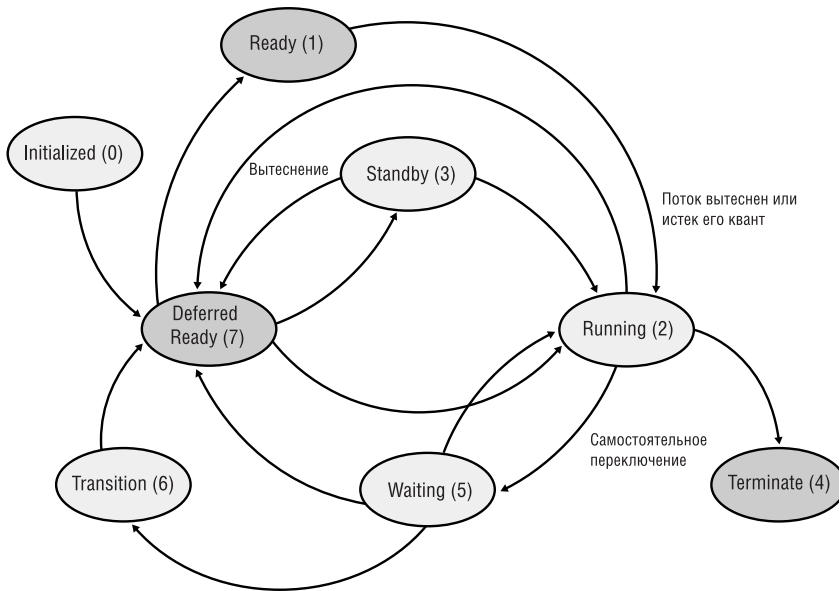 Ready (1)
Initialized (0)
Вытеснение
Standby (3)
Поток вытеснен или
истек его квант
Deferred
Ready (7)
Running (2)
Самостоятельное
переключение
Transition (6)
Waiting (5)
Terminate (4)